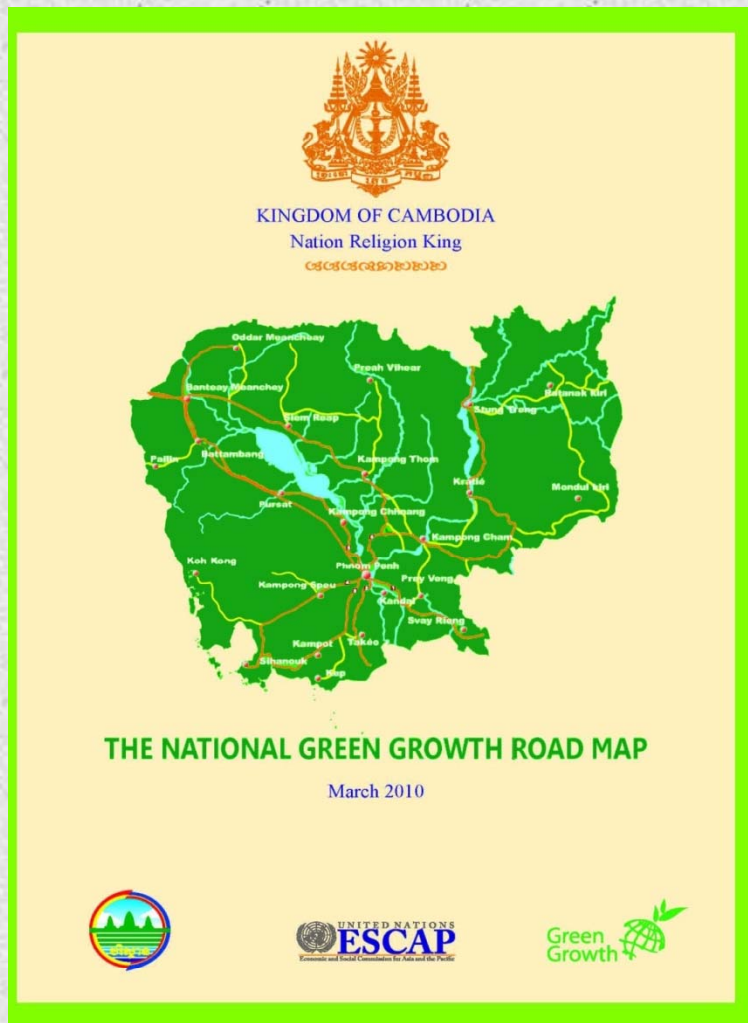 KINGDOM OF CAMBODIA
Nation Religion King
Oddar Meanchay
Preah Vihear
Banteay Meanchey
Ratanak kiri
Stung Treng
Siem Reap
Pailin
Battambang
Kampong Thom
Kratié
Mondul kiri
Pursat
Kampong Chhnang
Kampong Cham
Koh Kong
Phnom Penh
Kampong Speu
Prey Veng
Kandal
Svay Rieng
Kampot
Takéo
Sihanouk
Kep
THE NATIONAL GREEN GROWTH ROAD MAP
March 2010
UNITED NATIONS
ESCAP
Economic and Social Commission for Asia and the Pacific
Green
Growth